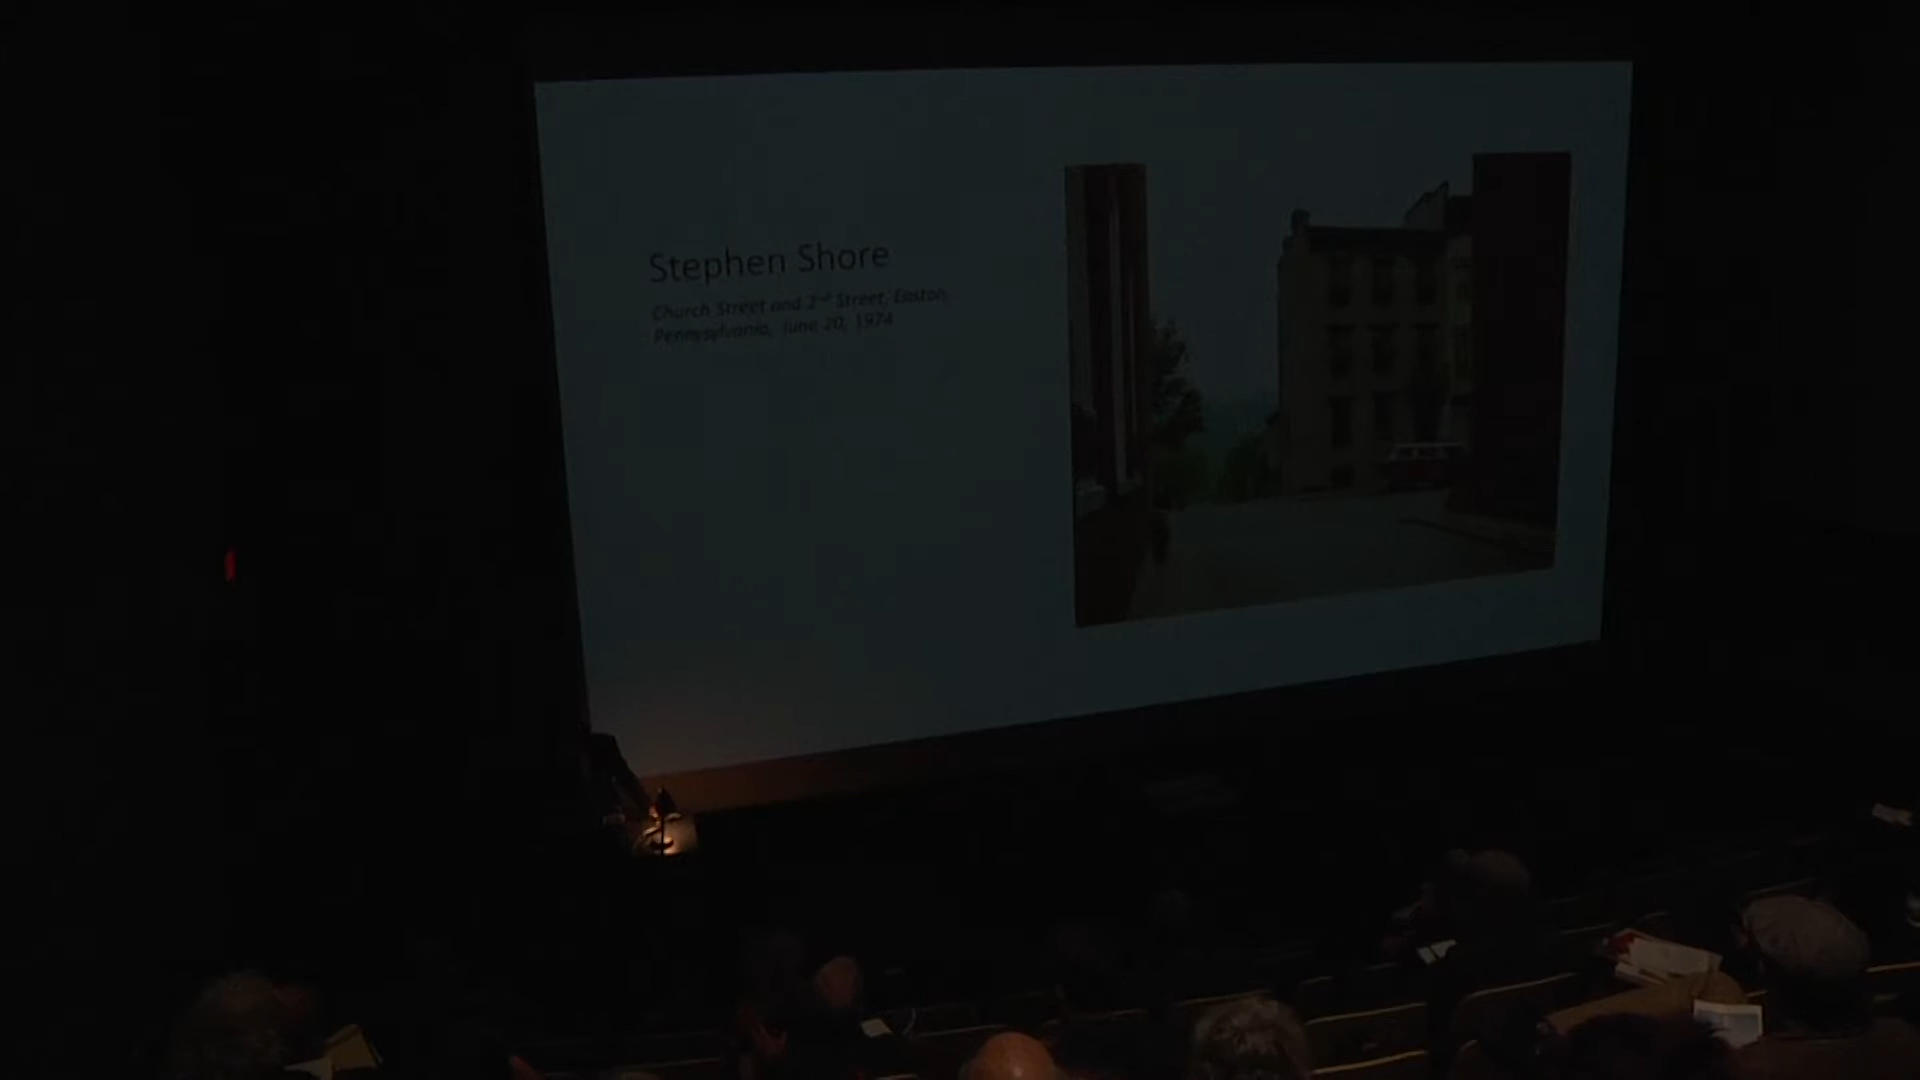 Stephen Shore
Church Street and 2nd Street, Easton,
Pennsylvania, June 20, 1974